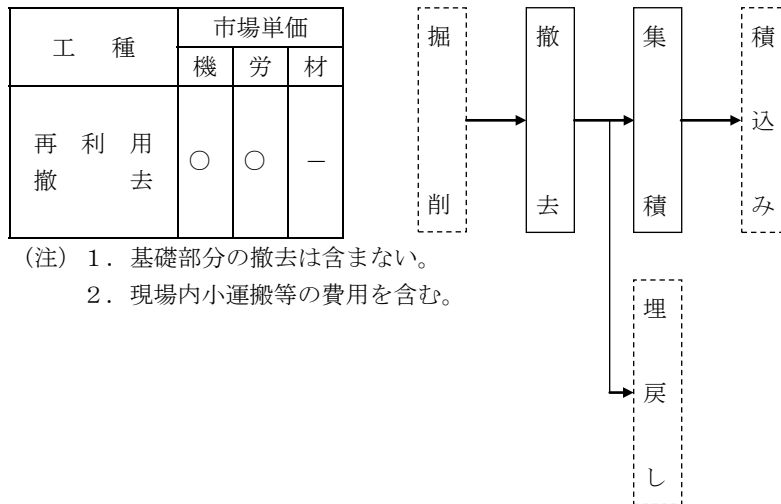 工種
市場単価
機 労 材
再利用
撤去
○ ○ －
（注）１．基礎部分の撤去は含まない。
２．現場内小運搬等の費用を含む。
掘削
撤去
集積
積込み
埋戻し